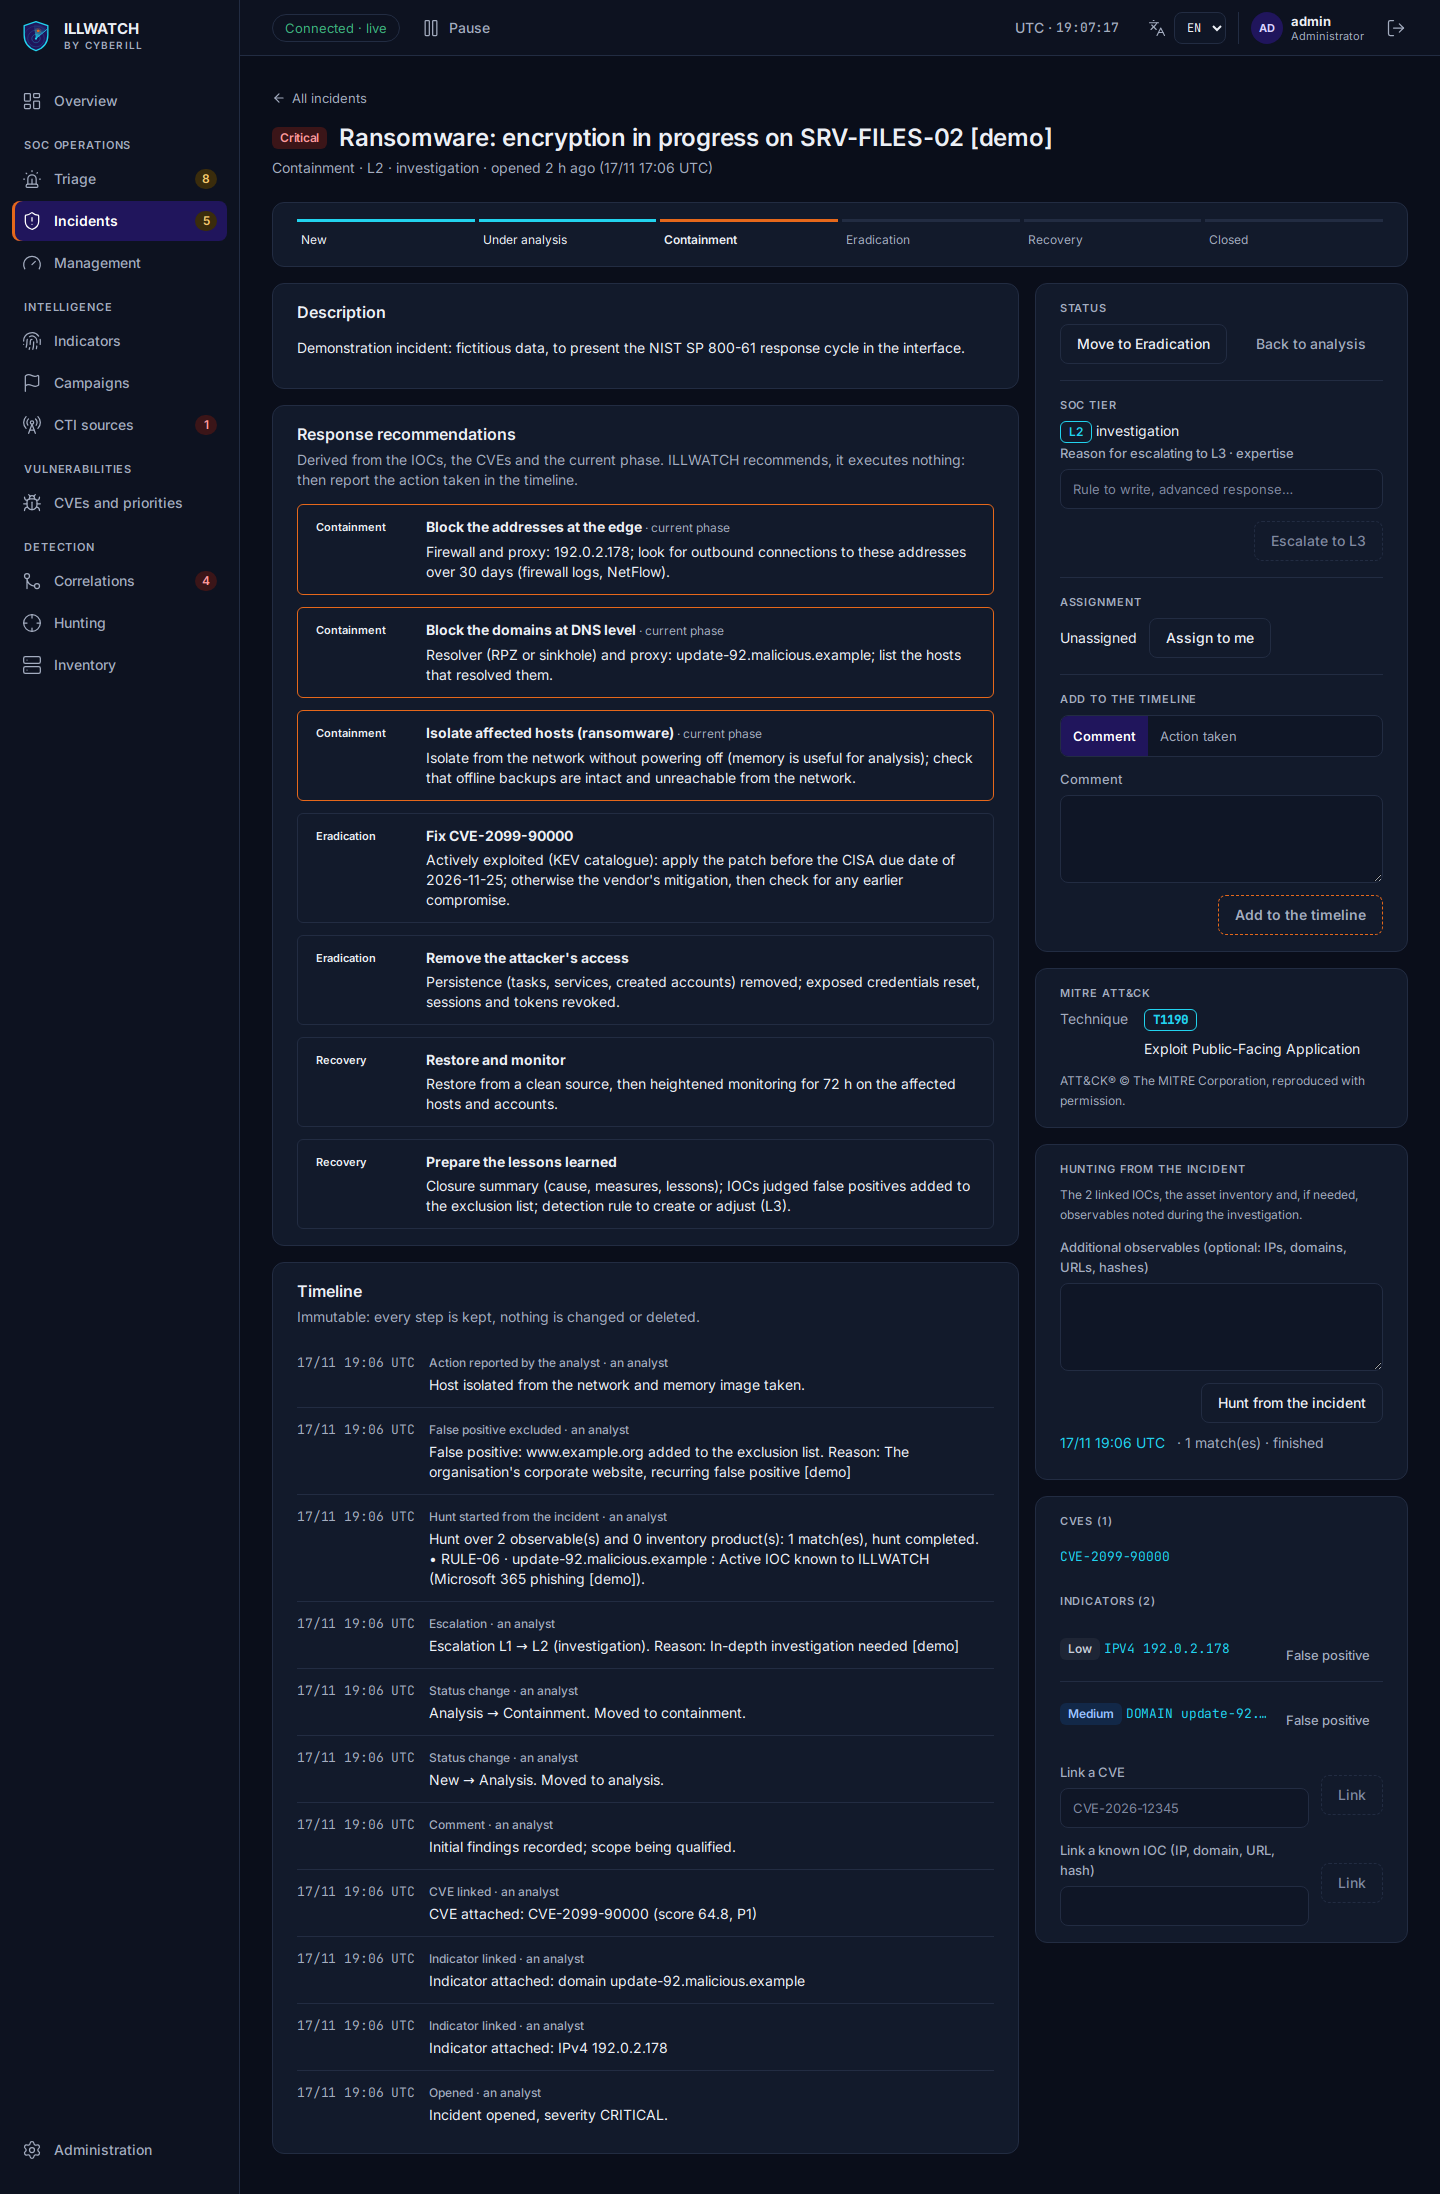 ILLWATCH
BY CYBERILL
Overview
SOC OPERATIONS
Triage 8
Incidents 5
Management
INTELLIGENCE
Indicators
Campaigns
CTI sources 1
VULNERABILITIES
CVEs and priorities
DETECTION
Correlations 4
Hunting
Inventory
Administration
Connected · live
Pause
UTC · 19:07:17
EN
AD
admin
Administrator
← All incidents
Critical Ransomware: encryption in progress on SRV-FILES-02 [demo]
Containment · L2 · investigation · opened 2 h ago (17/11 17:06 UTC)
New
Under analysis
Containment
Eradication
Recovery
Closed
Description
Demonstration incident: fictitious data, to present the NIST SP 800-61 response cycle in the interface.
Response recommendations
Derived from the IOCs, the CVEs and the current phase. ILLWATCH recommends, it executes nothing:
then report the action taken in the timeline.
Containment
Block the addresses at the edge · current phase
Firewall and proxy: 192.0.2.178; look for outbound connections to these addresses
over 30 days (firewall logs, NetFlow).
Containment
Block the domains at DNS level · current phase
Resolver (RPZ or sinkhole) and proxy: update-92.malicious.example; list the hosts
that resolved them.
Containment
Isolate affected hosts (ransomware) · current phase
Isolate from the network without powering off (memory is useful for analysis); check
that offline backups are intact and unreachable from the network.
Eradication
Fix CVE-2099-90000
Actively exploited (KEV catalogue): apply the patch before the CISA due date of
2026-11-25; otherwise the vendor's mitigation, then check for any earlier
compromise.
Eradication
Remove the attacker's access
Persistence (tasks, services, created accounts) removed; exposed credentials reset,
sessions and tokens revoked.
Recovery
Restore and monitor
Restore from a clean source, then heightened monitoring for 72 h on the affected
hosts and accounts.
Recovery
Prepare the lessons learned
Closure summary (cause, measures, lessons); IOCs judged false positives added to
the exclusion list; detection rule to create or adjust (L3).
Timeline
Immutable: every step is kept, nothing is changed or deleted.
17/11 19:06 UTC Action reported by the analyst · an analyst
Host isolated from the network and memory image taken.
17/11 19:06 UTC False positive excluded · an analyst
False positive: www.example.org added to the exclusion list. Reason: The
organisation's corporate website, recurring false positive [demo]
17/11 19:06 UTC Hunt started from the incident · an analyst
Hunt over 2 observable(s) and 0 inventory product(s): 1 match(es), hunt completed.
• RULE-06 · update-92.malicious.example : Active IOC known to ILLWATCH
(Microsoft 365 phishing [demo]).
17/11 19:06 UTC Escalation · an analyst
Escalation L1 → L2 (investigation). Reason: In-depth investigation needed [demo]
17/11 19:06 UTC Status change · an analyst
Analysis → Containment. Moved to containment.
17/11 19:06 UTC Status change · an analyst
New → Analysis. Moved to analysis.
17/11 19:06 UTC Comment · an analyst
Initial findings recorded; scope being qualified.
17/11 19:06 UTC CVE linked · an analyst
CVE attached: CVE-2099-90000 (score 64.8, P1)
17/11 19:06 UTC Indicator linked · an analyst
Indicator attached: domain update-92.malicious.example
17/11 19:06 UTC Indicator linked · an analyst
Indicator attached: IPv4 192.0.2.178
17/11 19:06 UTC Opened · an analyst
Incident opened, severity CRITICAL.
STATUS
Move to Eradication
Back to analysis
SOC TIER
L2 investigation
Reason for escalating to L3 · expertise
Rule to write, advanced response...
Escalate to L3
ASSIGNMENT
Unassigned
Assign to me
ADD TO THE TIMELINE
Comment
Action taken
Comment
Add to the timeline
MITRE ATT&CK
Technique T1190
Exploit Public-Facing Application
ATT&CK® © The MITRE Corporation, reproduced with
permission.
HUNTING FROM THE INCIDENT
The 2 linked IOCs, the asset inventory and, if needed,
observables noted during the investigation.
Additional observables (optional: IPs, domains,
URLs, hashes)
Hunt from the incident
17/11 19:06 UTC · 1 match(es) · finished
CVES (1)
CVE-2099-90000
INDICATORS (2)
Low IPV4 192.0.2.178
False positive
Medium DOMAIN update-92.…
False positive
Link a CVE
CVE-2026-12345
Link
Link a known IOC (IP, domain, URL,
hash)
Link